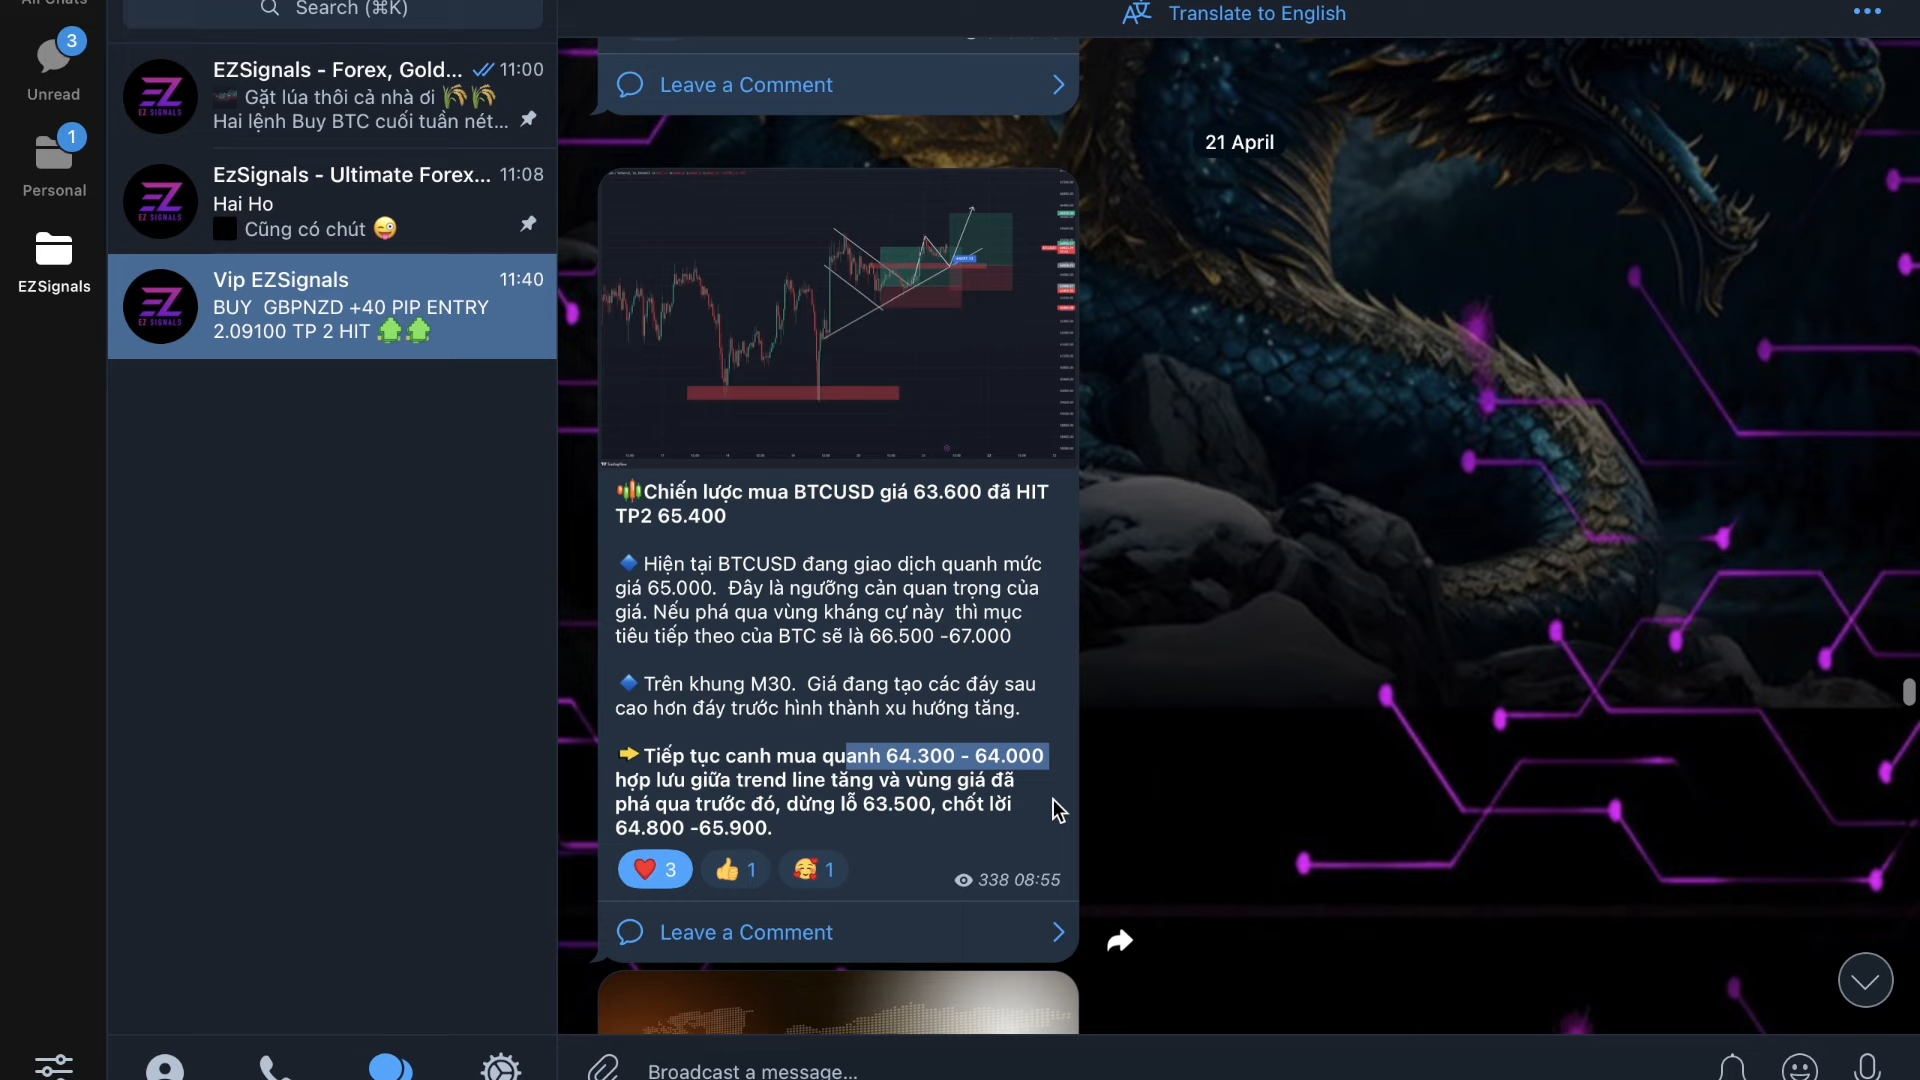 Search (⌘K)
Translate to English
3
Unread
1
Personal
EZSignals
EZ SIGNALS
EZSignals - Forex, Gold... 11:00
Gặt lúa thôi cả nhà ơi 🌾🌾
Hai lệnh Buy BTC cuối tuần nét...
EZ SIGNALS
EzSignals - Ultimate Forex... 11:08
Hai Ho
Cũng có chút 😜
EZ SIGNALS
Vip EZSignals 11:40
BUY GBPNZD +40 PIP ENTRY
2.09100 TP 2 HIT
Leave a Comment
21 April
Chiến lược mua BTCUSD giá 63.600 đã HIT
TP2 65.400
🔷 Hiện tại BTCUSD đang giao dịch quanh mức
giá 65.000. Đây là ngưỡng cản quan trọng của
giá. Nếu phá qua vùng kháng cự này thì mục
tiêu tiếp theo của BTC sẽ là 66.500 -67.000
🔷 Trên khung M30. Giá đang tạo các đáy sau
cao hơn đáy trước hình thành xu hướng tăng.
Tiếp tục canh mua quanh 64.300 - 64.000
hợp lưu giữa trend line tăng và vùng giá đã
phá qua trước đó, dừng lỗ 63.500, chốt lời
64.800 -65.900.
❤️ 3 👍 1 🥰 1
338 08:55
Leave a Comment
Broadcast a message...